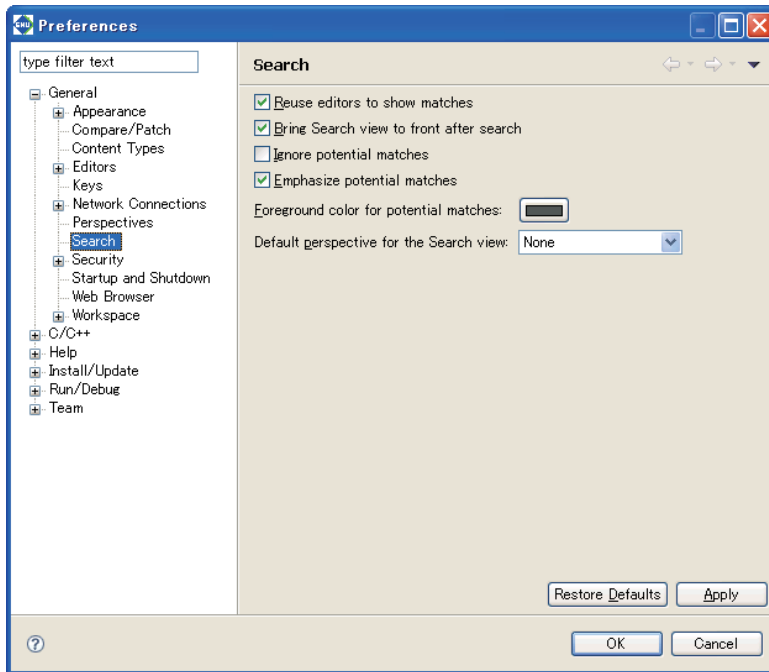 GNU Preferences
type filter text
General
Appearance
Compare/Patch
Content Types
Editors
Keys
Network Connections
Perspectives
Search
Security
Startup and Shutdown
Web Browser
Workspace
C/C++
Help
Install/Update
Run/Debug
Team
Search
Reuse editors to show matches
Bring Search view to front after search
Ignore potential matches
Emphasize potential matches
Foreground color for potential matches:
Default perspective for the Search view: None
Restore Defaults Apply
? OK Cancel